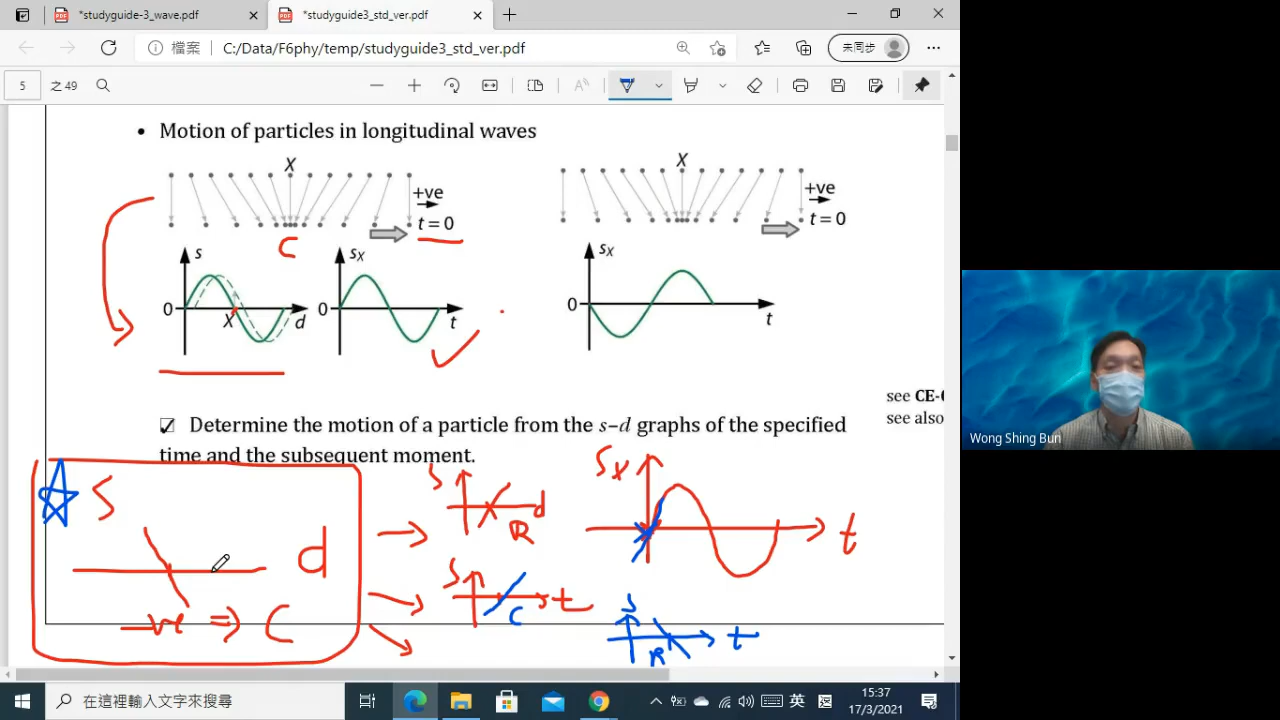 *studyguide-3_wave.pdf
*studyguide3_std_ver.pdf
檔案
C:/Data/F6phy/temp/studyguide3_std_ver.pdf
未同步
5 之 49
• Motion of particles in longitudinal waves
X
+ve
t = 0
C
s
0
X
d
sX
0
t
X
+ve
t = 0
sX
0
t
see CE-
see also
☑ Determine the motion of a particle from the s–d graphs of the specified
time and the subsequent moment.
S
d
-ve ⇒ C
S
d
R
S
t
C
Sx
t
S
t
R
Wong Shing Bun
在這裡輸入文字來搜尋
英
15:37
17/3/2021